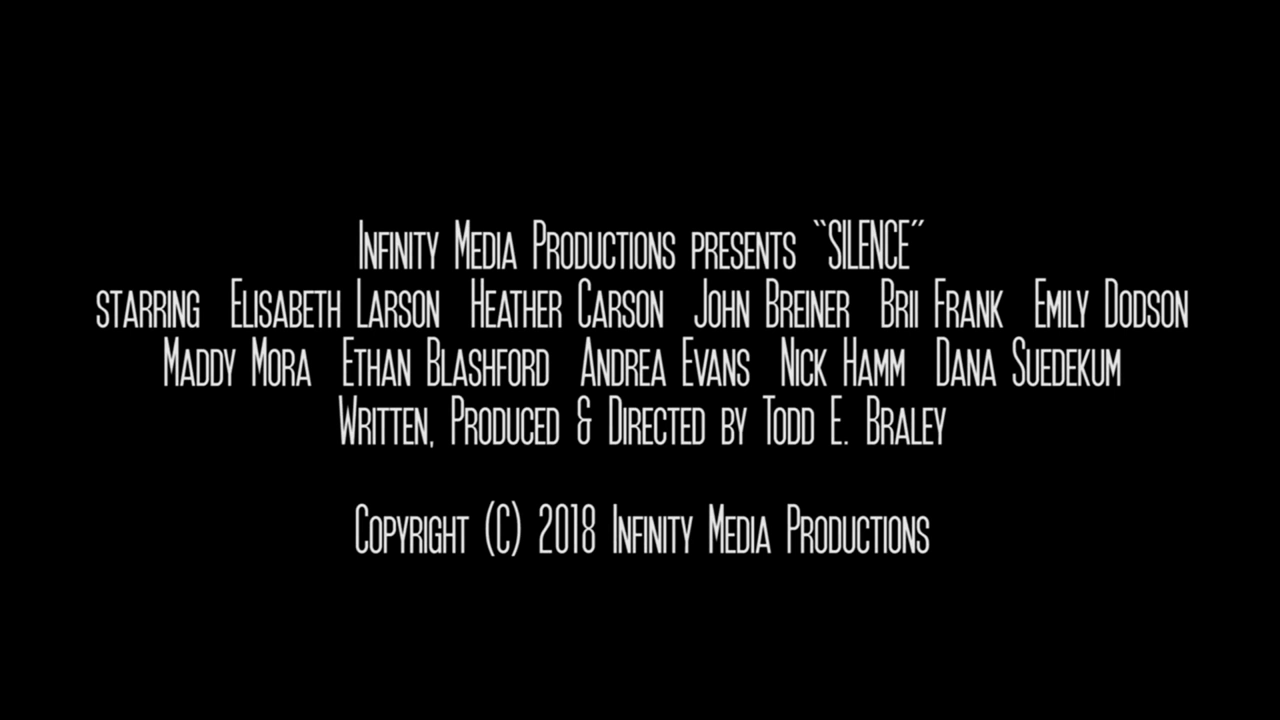 Infinity Media Productions presents “SILENCE”
starring Elisabeth Larson Heather Carson John Breiner Brii Frank Emily Dodson
Maddy Mora Ethan Blashford Andrea Evans Nick Hamm Dana Suedekum
Written, Produced & Directed by Todd E. Braley
Copyright (C) 2018 Infinity Media Productions